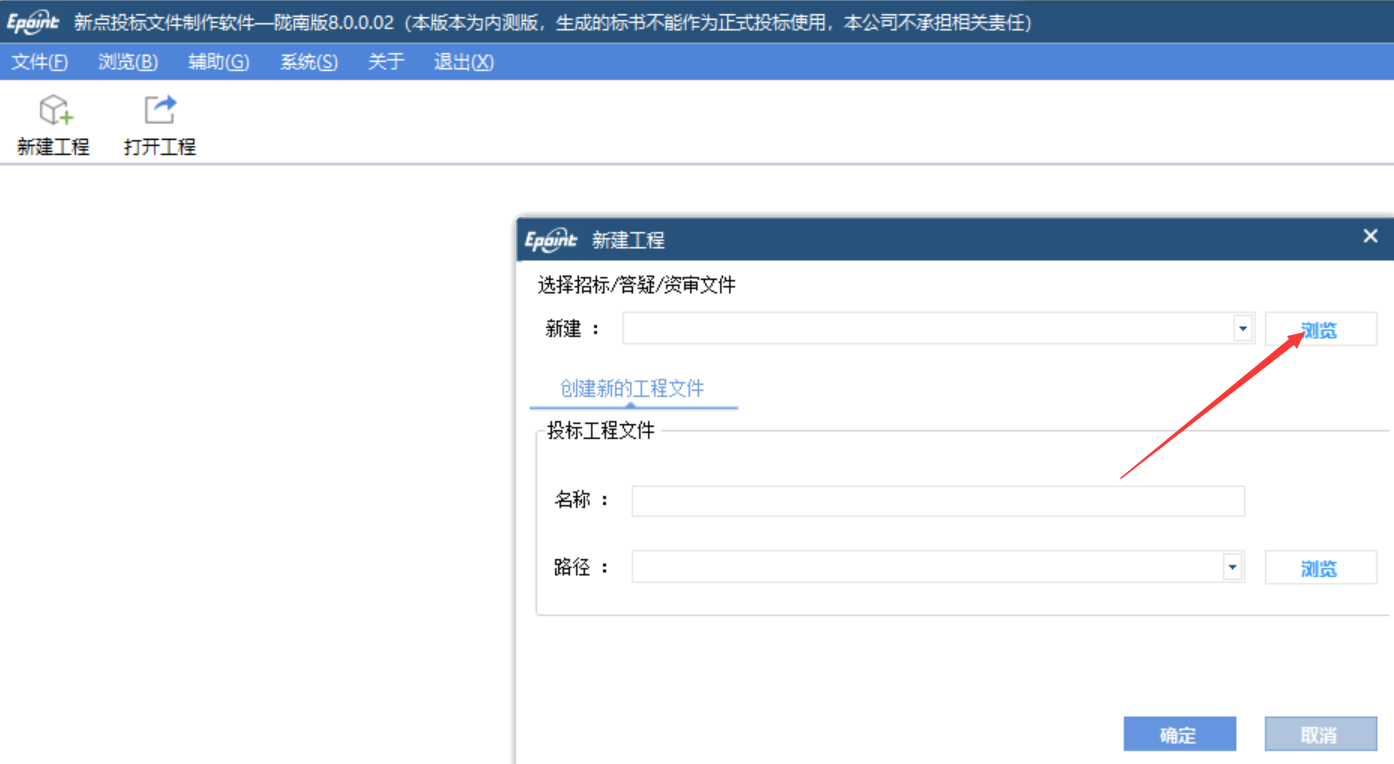 Epoint 新点投标文件制作软件—陇南版8.0.0.02（本版本为内测版，生成的标书不能作为正式投标使用，本公司不承担相关责任）
文件(F) 浏览(B) 辅助(G) 系统(S) 关于 退出(X)
新建工程 打开工程
Epoint 新建工程
选择招标/答疑/资审文件
新建 ： 浏览
创建新的工程文件
投标工程文件
名称 ：
路径 ： 浏览
确定 取消